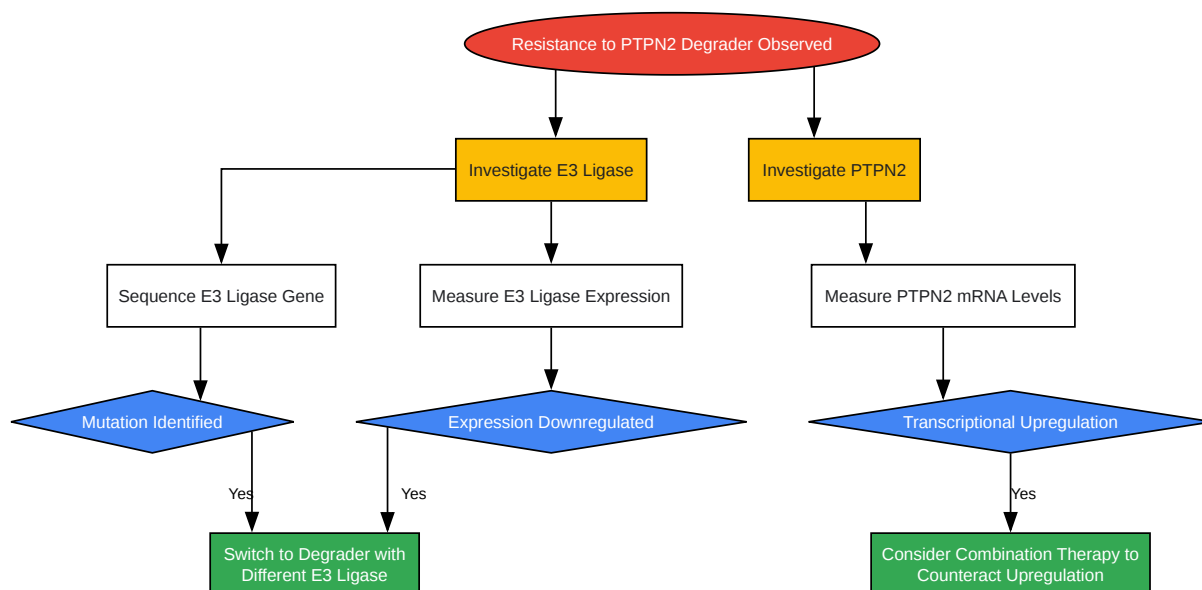 Resistance to PTPN2 Degrader Observed
Investigate E3 Ligase
Investigate PTPN2
Sequence E3 Ligase Gene
Measure E3 Ligase Expression
Measure PTPN2 mRNA Levels
Mutation Identified
Expression Downregulated
Transcriptional Upregulation
Yes
Yes
Yes
Switch to Degrader with
Different E3 Ligase
Consider Combination Therapy to
Counteract Upregulation